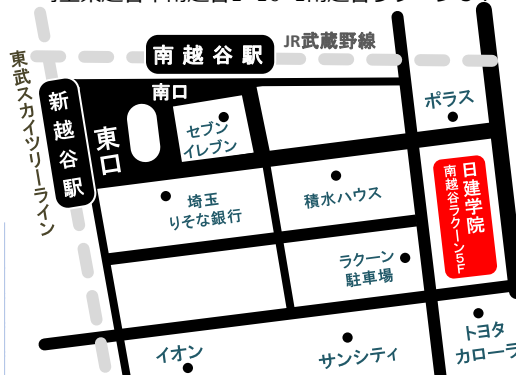 JR武蔵野線
南越谷駅
東武スカイツリーライン
新越谷駅
南口
東口
セブン
イレブン
ポラス
埼玉
りそな銀行
積水ハウス
日建学院
南越谷ラクーン5F
ラクーン
駐車場
イオン
サンシティ
トヨタ
カローラ